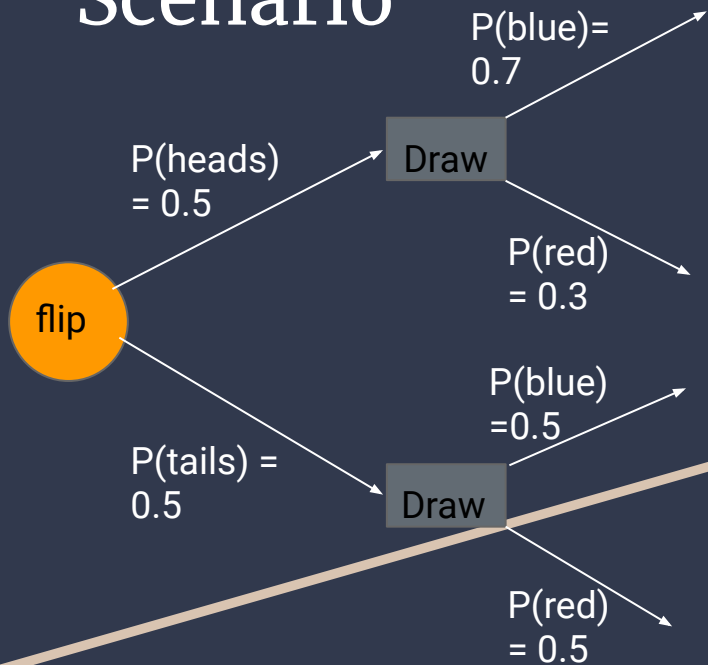 Scenario
P(blue)=
0.7
P(heads)
= 0.5
Draw
P(red)
= 0.3
flip
P(blue)
=0.5
P(tails) =
0.5
Draw
P(red)
= 0.5